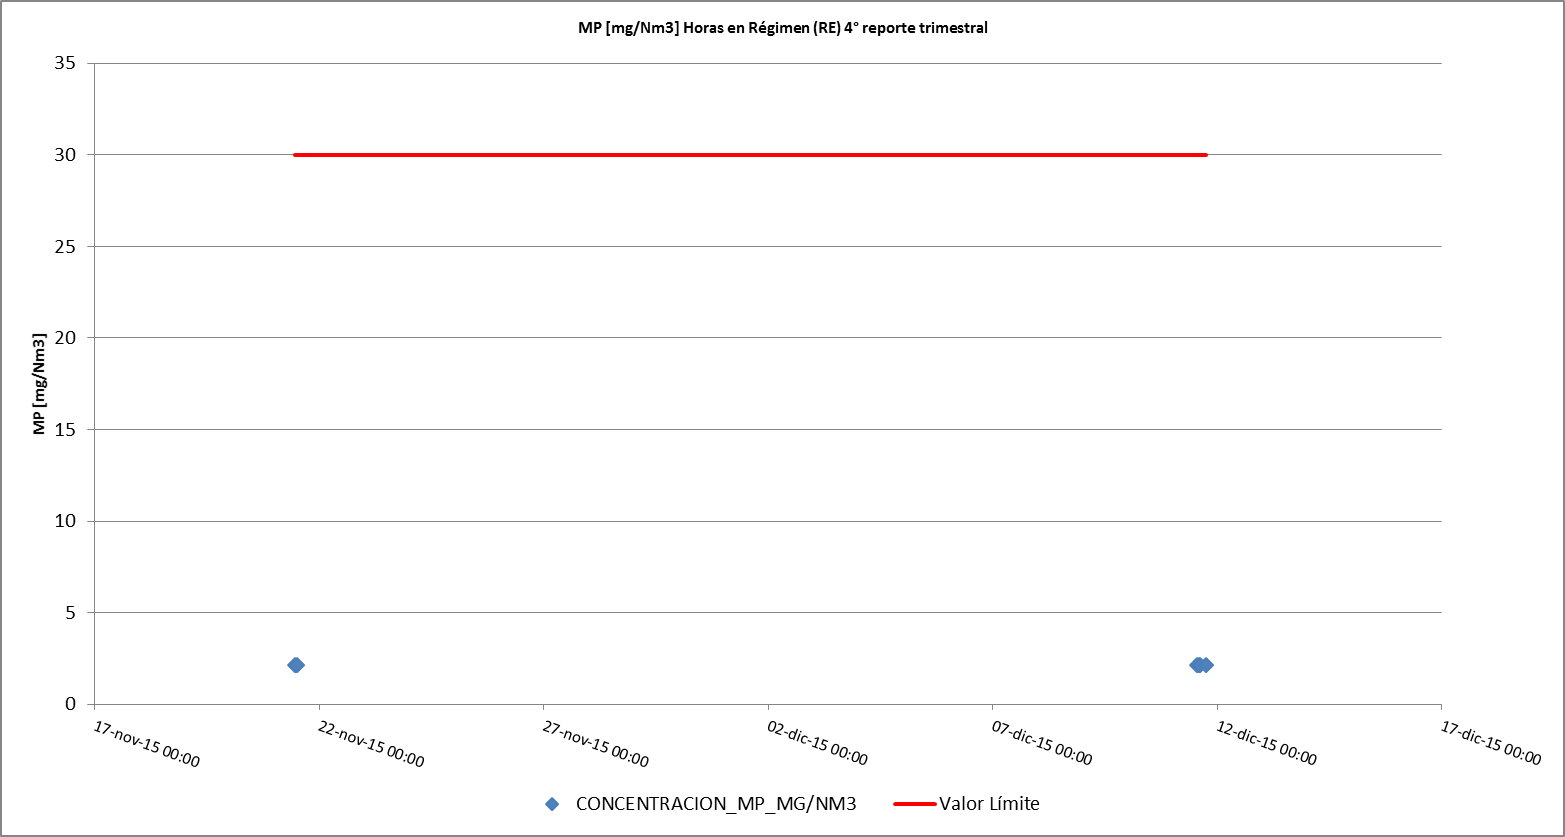 MP [mg/Nm3] Horas en Régimen (RE) 4° reporte trimestral
35
30
25
20
15
10
5
0
MP [mg/Nm3]
17-nov-15 00:00
22-nov-15 00:00
27-nov-15 00:00
02-dic-15 00:00
07-dic-15 00:00
12-dic-15 00:00
17-dic-15 00:00
CONCENTRACION_MP_MG/NM3
Valor Límite